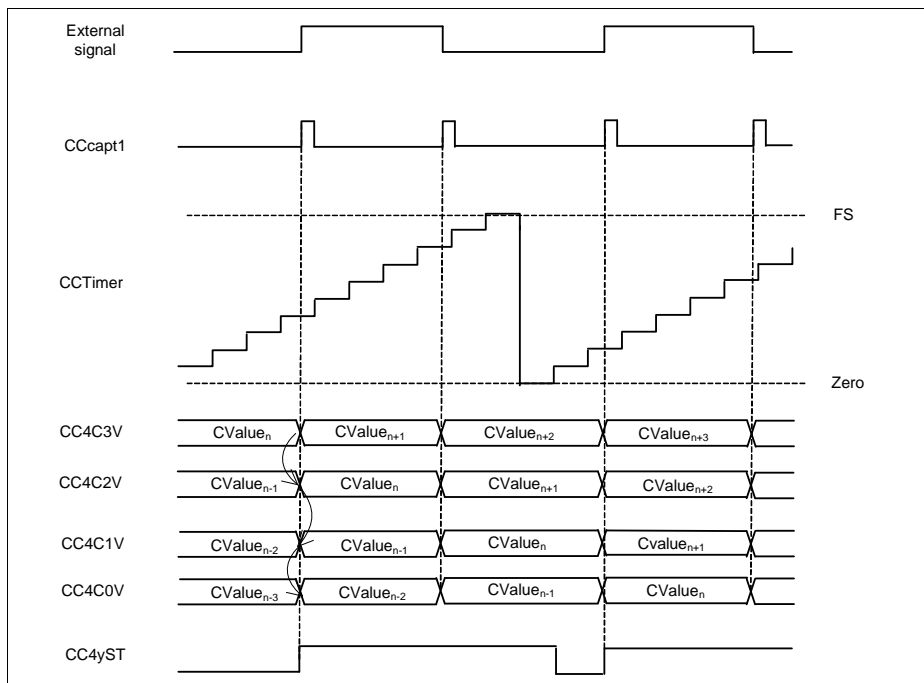 External
signal
CCcapt1
FS
CCTimer
Zero
CC4C3V CValueₙ CValueₙ₊₁ CValueₙ₊₂ CValueₙ₊₃
CC4C2V CValueₙ₋₁ CValueₙ CValueₙ₊₁ CValueₙ₊₂
CC4C1V CValueₙ₋₂ CValueₙ₋₁ CValueₙ Cvalueₙ₊₁
CC4C0V CValueₙ₋₃ CValueₙ₋₂ CValueₙ₋₁ CValueₙ
CC4yST